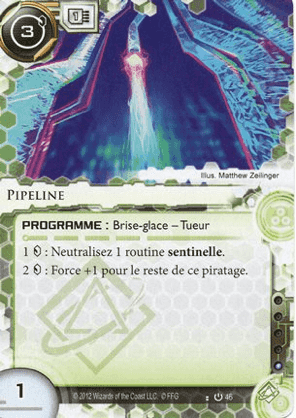 3
1
Illus. Matthew Zeilinger
PIPELINE
PROGRAMME : Brise-glace – Tueur
1 : Neutralisez 1 routine sentinelle.
2 : Force +1 pour le reste de ce piratage.
1
© 2012 Wizards of the Coast LLC. © FFG
46